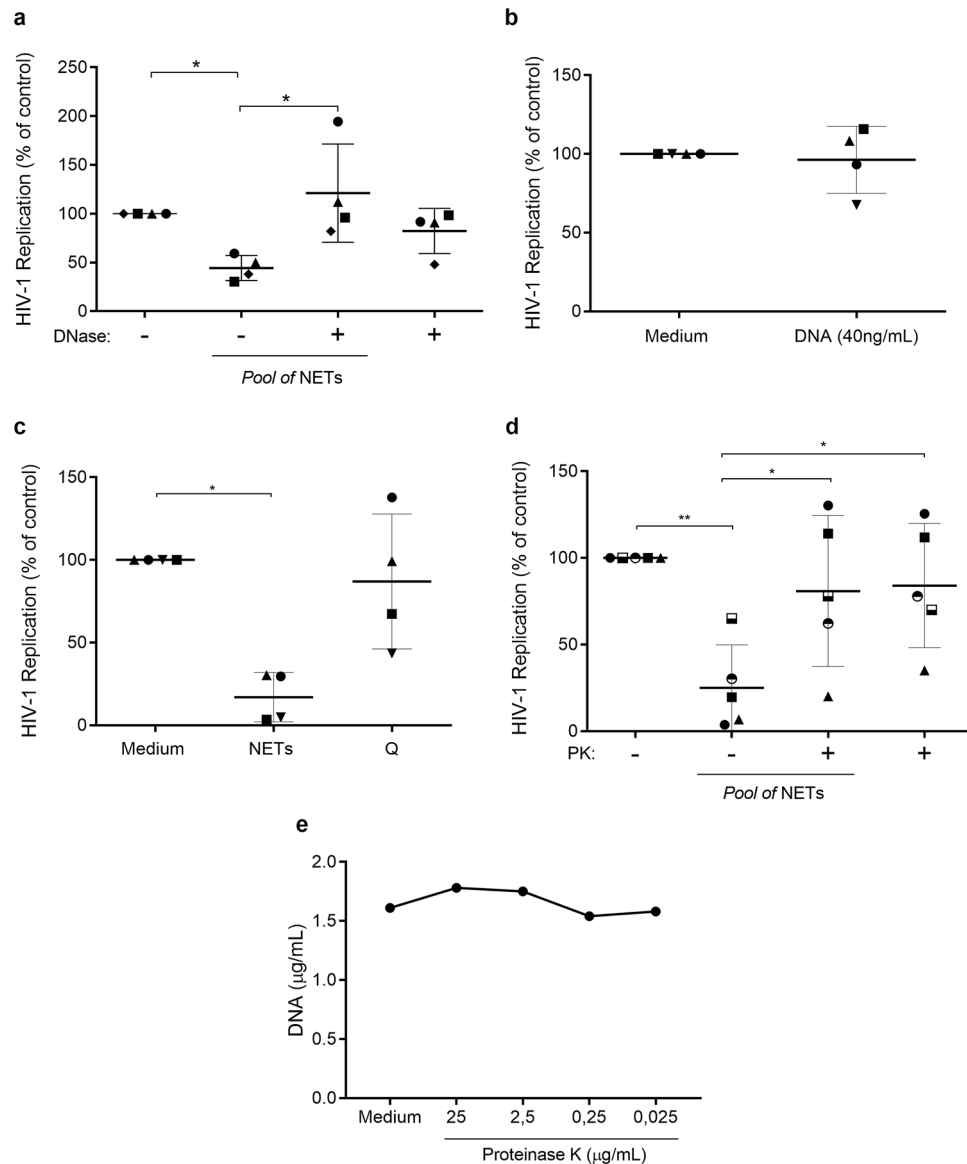 a
HIV-1 Replication (% of control)
250
200
150
100
50
0
*
*
DNase:
- - + +
Pool of NETs
b
HIV-1 Replication (% of control)
150
100
50
0
Medium DNA (40ng/mL)
c
HIV-1 Replication (% of control)
150
100
50
0
*
Medium NETs Q
d
HIV-1 Replication (% of control)
150
100
50
0
**
*
*
PK:
- - + +
Pool of NETs
e
DNA (µg/mL)
2.0
1.5
1.0
0.5
0.0
Medium 25 2,5 0,25 0,025
Proteinase K (µg/mL)